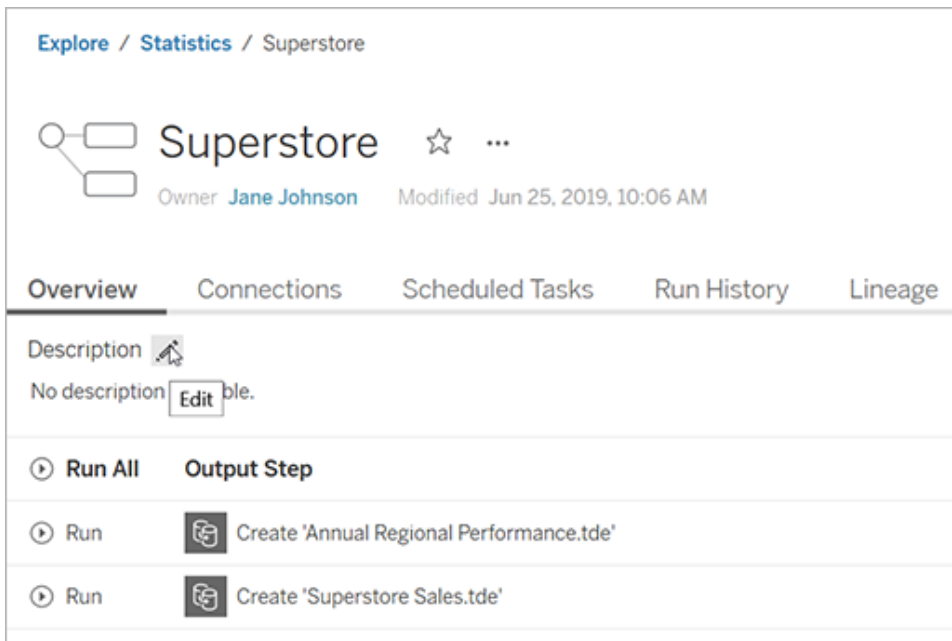 Explore / Statistics / Superstore
Superstore
Owner Jane Johnson Modified Jun 25, 2019, 10:06 AM
Overview Connections Scheduled Tasks Run History Lineage
Description
No description ble.
Edit
Run All Output Step
Run Create 'Annual Regional Performance.tde'
Run Create 'Superstore Sales.tde'